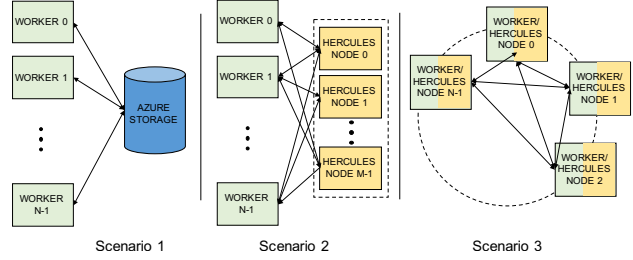 WORKER 0
WORKER 1
WORKER
N-1
AZURE
STORAGE
Scenario 1
WORKER 0
WORKER 1
WORKER
N-1
HERCULES
NODE 0
HERCULES
NODE 1
HERCULES
NODE M-1
Scenario 2
WORKER/
HERCULES
NODE 0
WORKER/
HERCULES
NODE N-1
WORKER/
HERCULES
NODE 1
WORKER/
HERCULES
NODE 2
Scenario 3